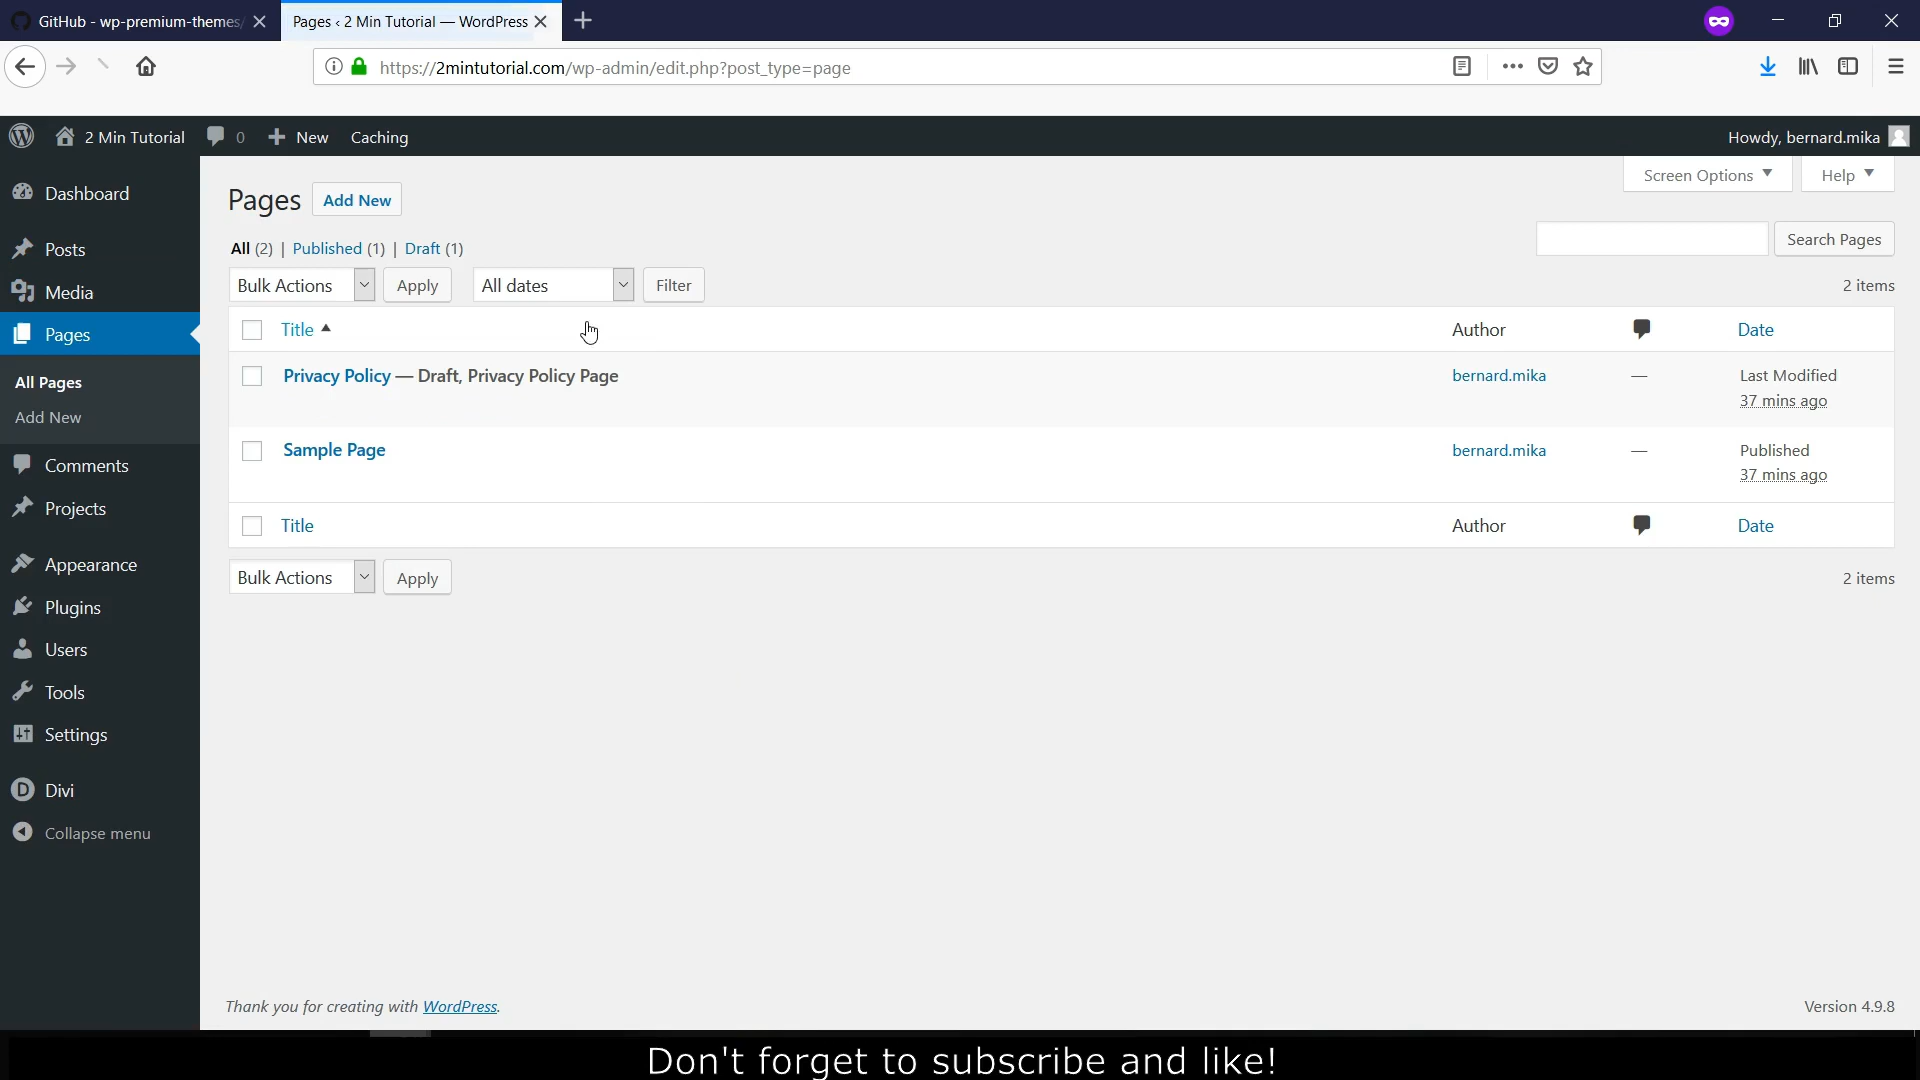 GitHub - wp-premium-themes/
Pages ‹ 2 Min Tutorial — WordPress
https://2mintutorial.com/wp-admin/edit.php?post_type=page
2 Min Tutorial 0 New Caching Howdy, bernard.mika
Dashboard
Posts
Media
Pages
All Pages
Add New
Comments
Projects
Appearance
Plugins
Users
Tools
Settings
Divi
Collapse menu
Screen Options Help
Pages Add New
All (2) | Published (1) | Draft (1)
Search Pages
Bulk Actions Apply All dates Filter 2 items
Title Author Date
Privacy Policy — Draft, Privacy Policy Page bernard.mika — Last Modified
37 mins ago
Sample Page bernard.mika — Published
37 mins ago
Title Author Date
Bulk Actions Apply 2 items
Thank you for creating with WordPress. Version 4.9.8
Don't forget to subscribe and like!